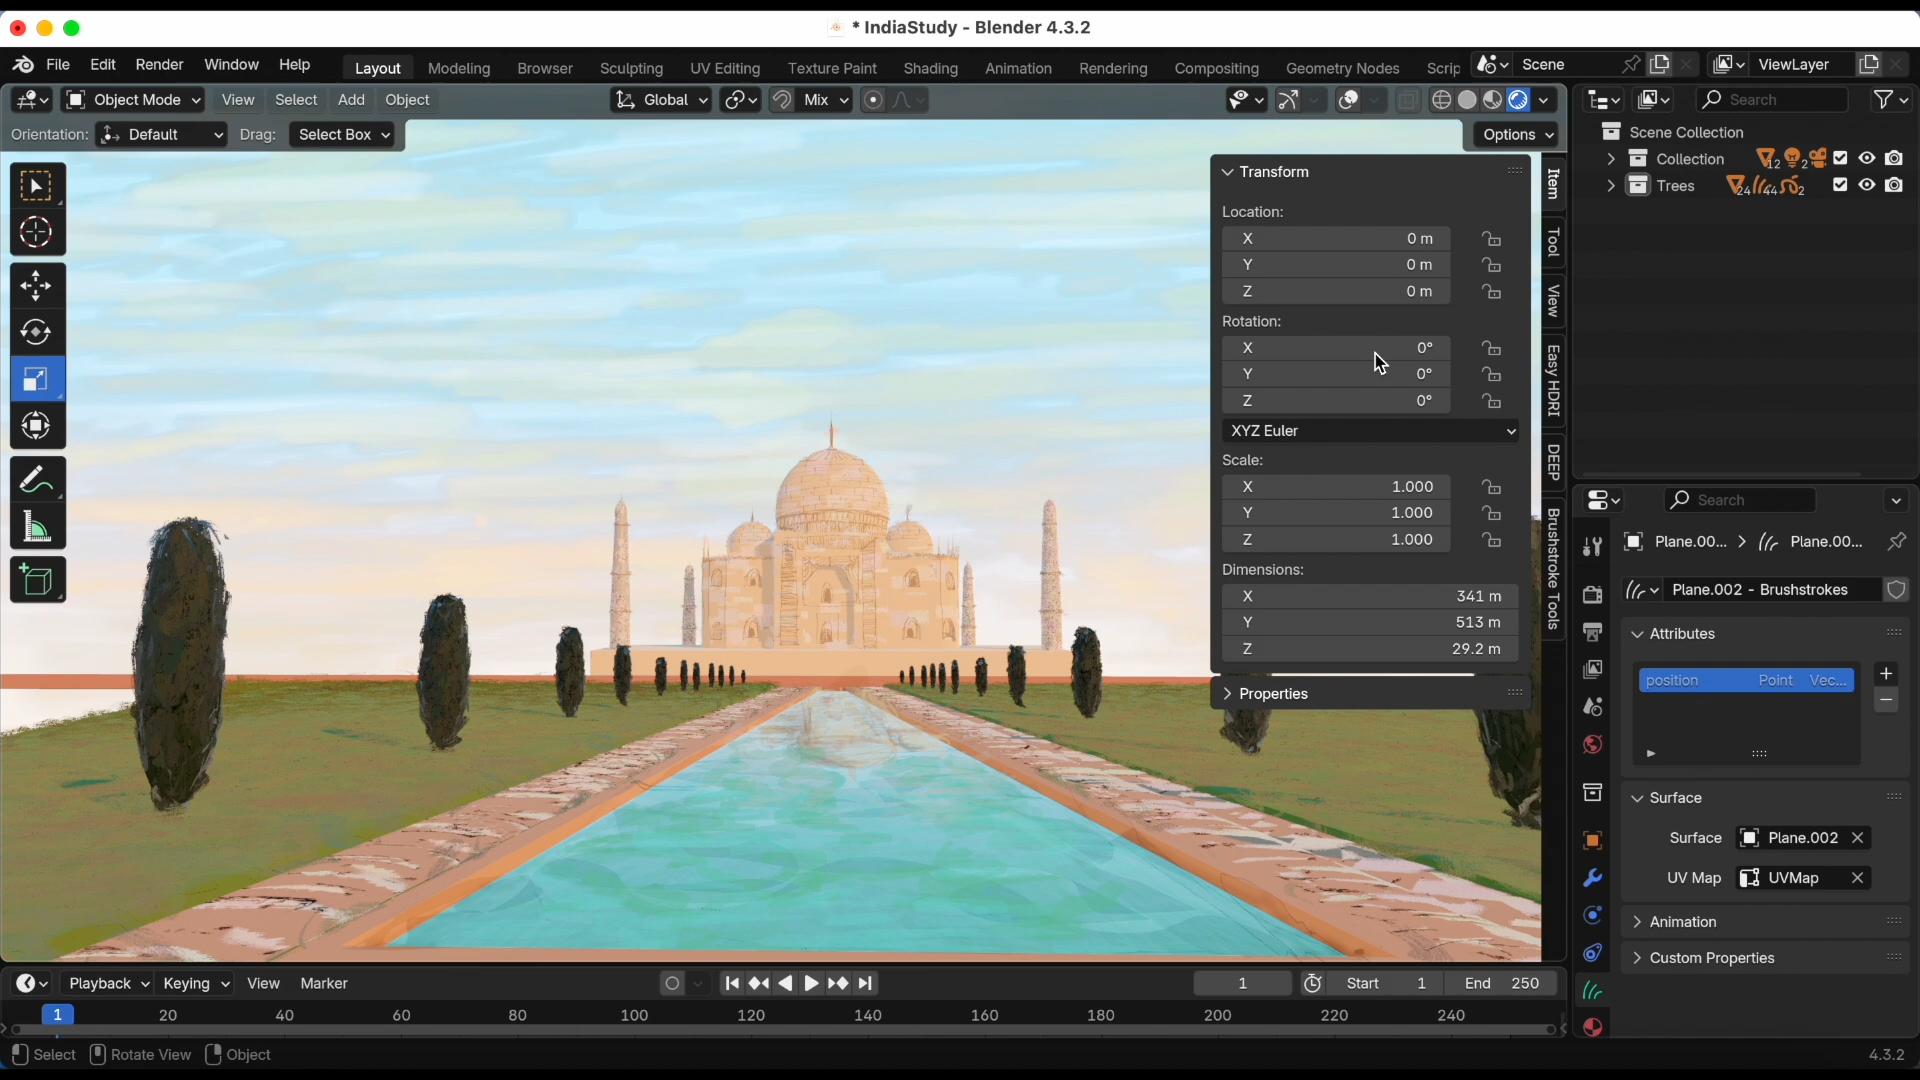 * IndiaStudy - Blender 4.3.2
File Edit Render Window Help Layout Modeling Browser Sculpting UV Editing Texture Paint Shading Animation Rendering Compositing Geometry Nodes Scrip Scene ViewLayer
Object Mode View Select Add Object Global Mix Search
Orientation: Default Drag: Select Box Options
Scene Collection
Collection 12 2
Trees 24 44 2
Transform
Location:
X 0 m
Y 0 m
Z 0 m
Rotation:
X 0°
Y 0°
Z 0°
XYZ Euler
Scale:
X 1.000
Y 1.000
Z 1.000
Dimensions:
X 341 m
Y 513 m
Z 29.2 m
Properties
Item
Tool
View
Easy HDRI
DEEP
Brushstroke Tools
Search
Plane.00... Plane.00...
Plane.002 - Brushstrokes
Attributes
position Point Vec...
Surface
Surface Plane.002
UV Map UVMap
Animation
Custom Properties
Playback Keying View Marker 1 Start 1 End 250
1 20 40 60 80 100 120 140 160 180 200 220 240
Select Rotate View Object 4.3.2